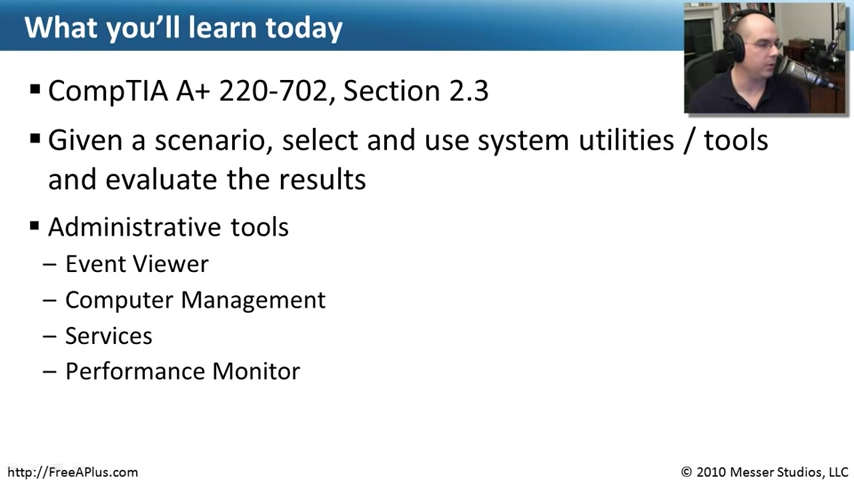 What you'll learn today
▪ CompTIA A+ 220-702, Section 2.3
▪ Given a scenario, select and use system utilities / tools
and evaluate the results
▪ Administrative tools
– Event Viewer
– Computer Management
– Services
– Performance Monitor
http://FreeAPlus.com
© 2010 Messer Studios, LLC